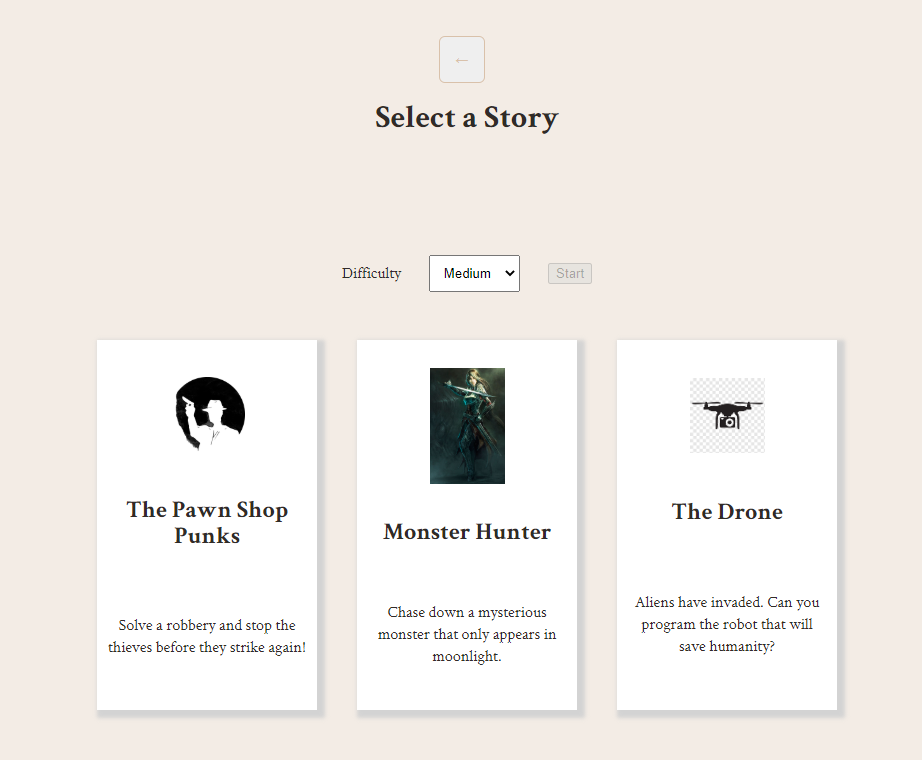 ←
Select a Story
Difficulty Medium Start
The Pawn Shop
Punks
Solve a robbery and stop the
thieves before they strike again!
Monster Hunter
Chase down a mysterious
monster that only appears in
moonlight.
The Drone
Aliens have invaded. Can you
program the robot that will
save humanity?